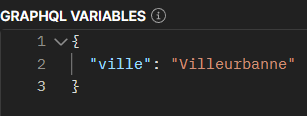 GRAPHQL VARIABLES
1 {
2 "ville": "Villeurbanne"
3 }